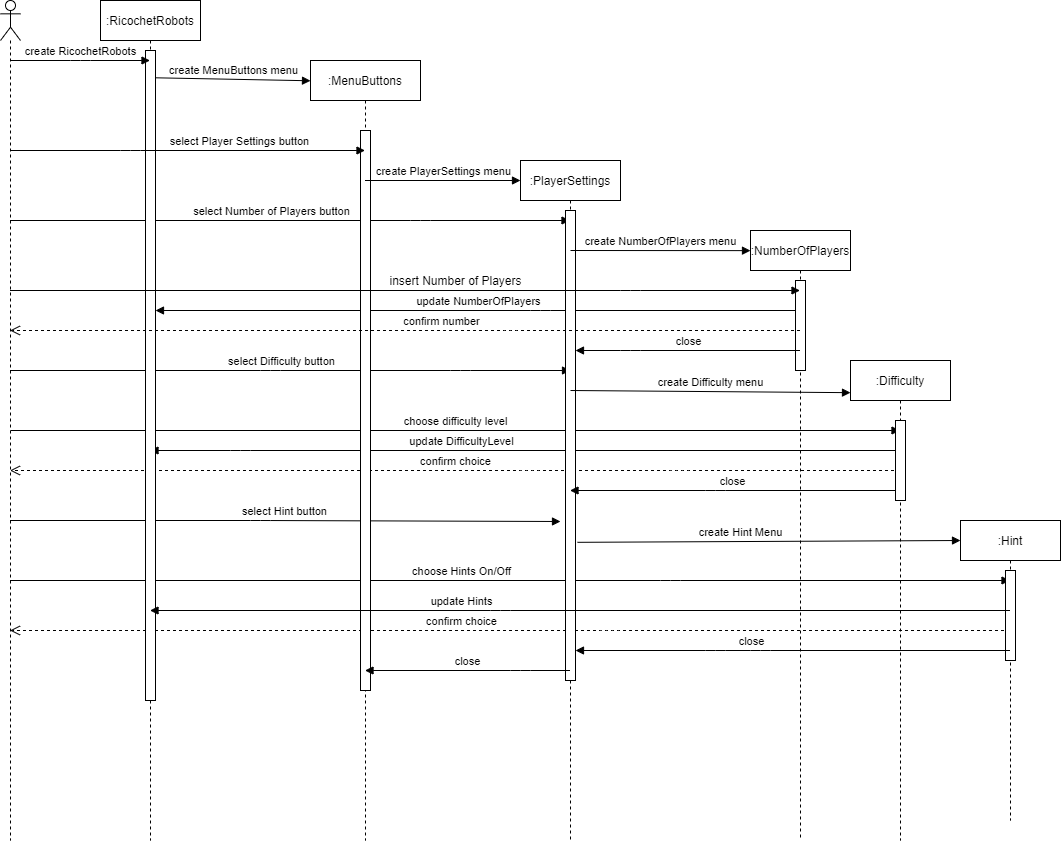 :RicochetRobots
create RicochetRobots
create MenuButtons menu
:MenuButtons
select Player Settings button
create PlayerSettings menu
:PlayerSettings
select Number of Players button
create NumberOfPlayers menu
:NumberOfPlayers
insert Number of Players
update NumberOfPlayers
confirm number
close
select Difficulty button
create Difficulty menu
:Difficulty
choose difficulty level
update DifficultyLevel
confirm choice
close
select Hint button
create Hint Menu
:Hint
choose Hints On/Off
update Hints
confirm choice
close
close